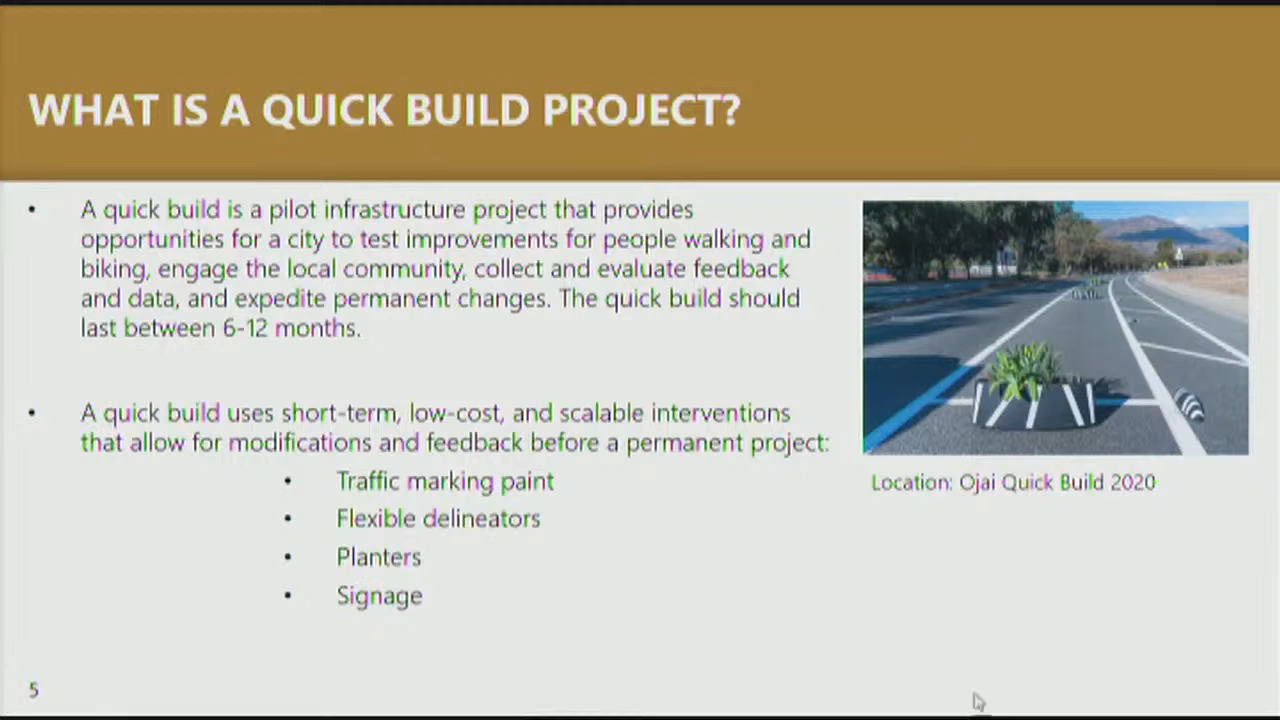 WHAT IS A QUICK BUILD PROJECT?
• A quick build is a pilot infrastructure project that provides
opportunities for a city to test improvements for people walking and
biking, engage the local community, collect and evaluate feedback
and data, and expedite permanent changes. The quick build should
last between 6-12 months.
• A quick build uses short-term, low-cost, and scalable interventions
that allow for modifications and feedback before a permanent project:
• Traffic marking paint
• Flexible delineators
• Planters
• Signage
Location: Ojai Quick Build 2020
5